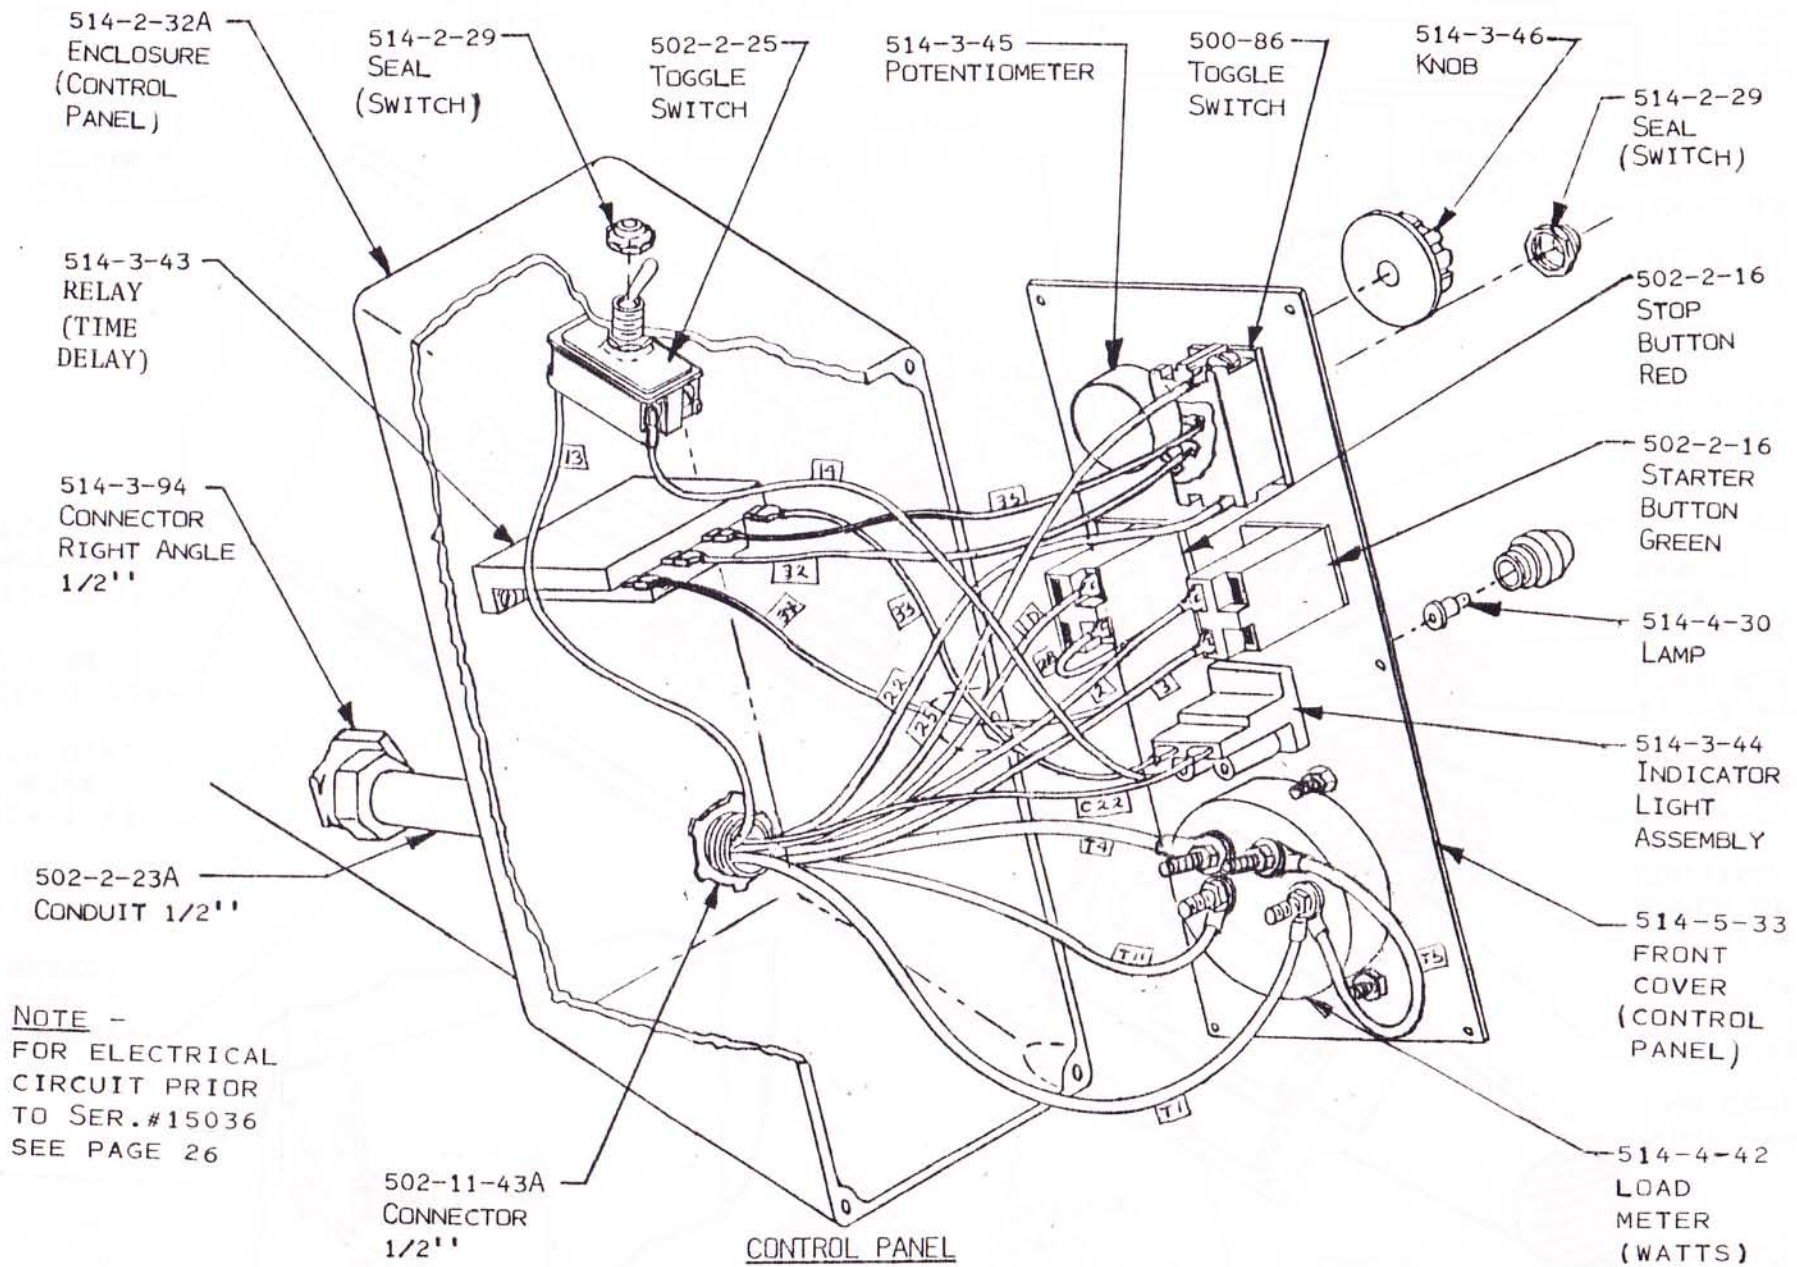 514-2-32A
ENCLOSURE
(CONTROL
PANEL)
514-2-29
SEAL
(SWITCH)
502-2-25
TOGGLE
SWITCH
514-3-45
POTENTIOMETER
500-86
TOGGLE
SWITCH
514-3-46
KNOB
514-2-29
SEAL
(SWITCH)
514-3-43
RELAY
(TIME
DELAY)
502-2-16
STOP
BUTTON
RED
514-3-94
CONNECTOR
RIGHT ANGLE
1/2''
502-2-16
STARTER
BUTTON
GREEN
514-4-30
LAMP
13
14
35
32
34
33
1D
2B
22
25
2
3
C22
T4
T11
T5
T1
514-3-44
INDICATOR
LIGHT
ASSEMBLY
502-2-23A
CONDUIT 1/2''
514-5-33
FRONT
COVER
(CONTROL
PANEL)
NOTE -
FOR ELECTRICAL
CIRCUIT PRIOR
TO SER.#15036
SEE PAGE 26
502-11-43A
CONNECTOR
1/2''
514-4-42
LOAD
METER
(WATTS)
CONTROL PANEL